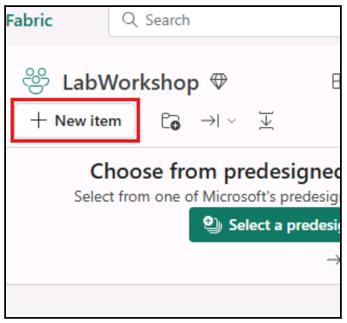 Fabric
Search
LabWorkshop
New item
Choose from predesigned
Select from one of Microsoft's predesig
Select a predesi